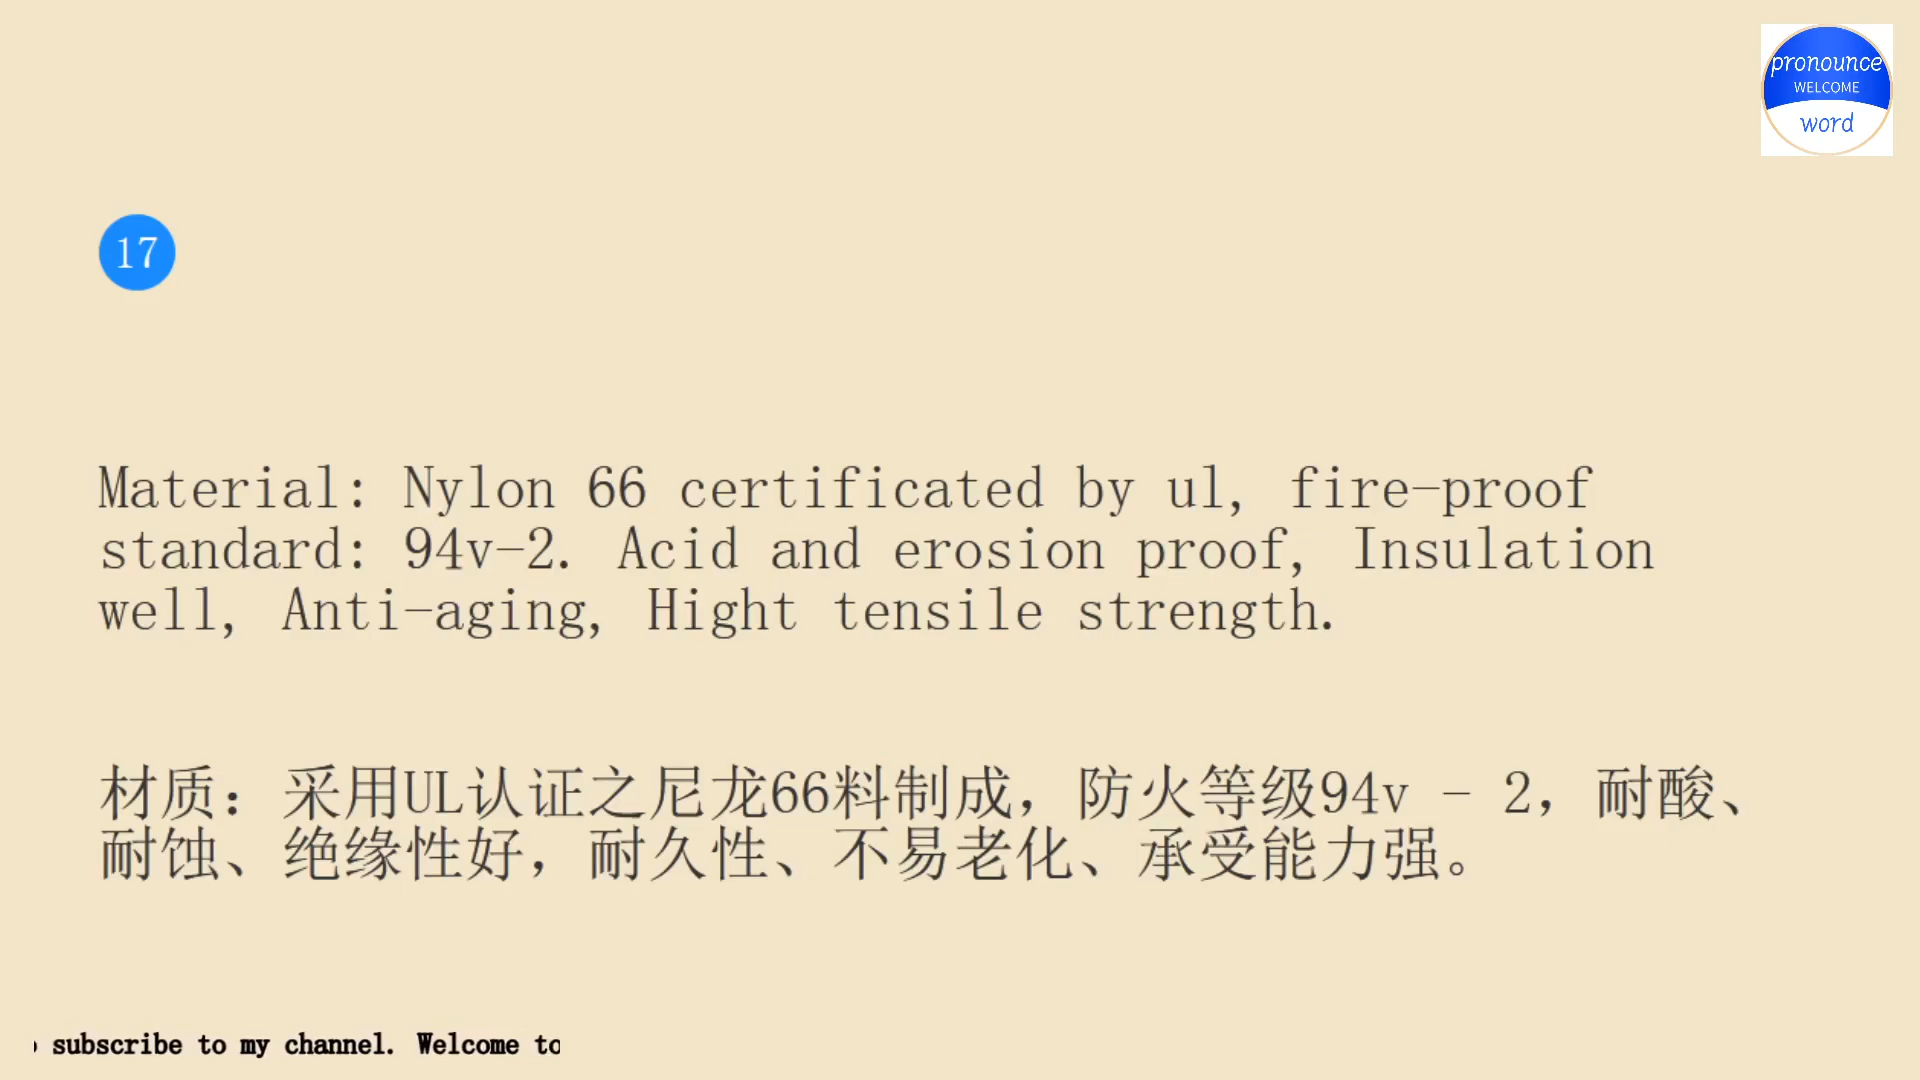 pronounce
WELCOME
word
17
Material: Nylon 66 certificated by ul, fire-proof
standard: 94v-2. Acid and erosion proof, Insulation
well, Anti-aging, Hight tensile strength.
材质：采用UL认证之尼龙66料制成，防火等级94v - 2，耐酸、
耐蚀、绝缘性好，耐久性、不易老化、承受能力强。
subscribe to my channel. Welcome to